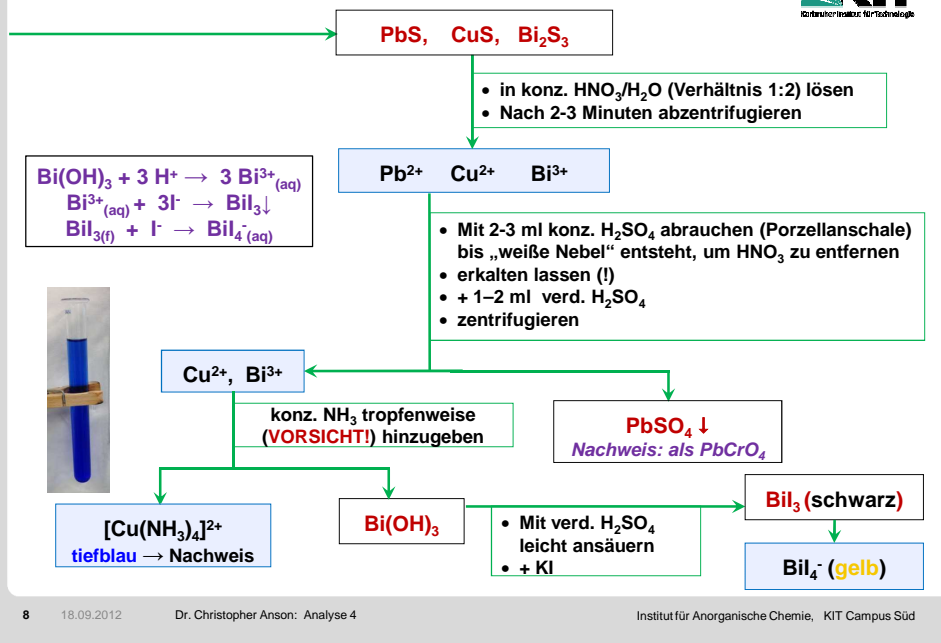 Karlsruher Institut für Technologie
PbS, CuS, Bi₂S₃
• in konz. HNO₃/H₂O (Verhältnis 1:2) lösen
• Nach 2-3 Minuten abzentrifugieren
Bi(OH)₃ + 3 H⁺ → 3 Bi³⁺(aq)
Bi³⁺(aq) + 3I⁻ → BiI₃↓
BiI₃(f) + I⁻ → BiI₄⁻(aq)
Pb²⁺ Cu²⁺ Bi³⁺
• Mit 2-3 ml konz. H₂SO₄ abrauchen (Porzellanschale)
bis „weiße Nebel“ entsteht, um HNO₃ zu entfernen
• erkalten lassen (!)
• + 1–2 ml verd. H₂SO₄
• zentrifugieren
Cu²⁺, Bi³⁺
konz. NH₃ tropfenweise
(VORSICHT!) hinzugeben
PbSO₄ ↓
Nachweis: als PbCrO₄
[Cu(NH₃)₄]²⁺
tiefblau → Nachweis
Bi(OH)₃
• Mit verd. H₂SO₄
leicht ansäuern
• + KI
BiI₃ (schwarz)
BiI₄⁻ (gelb)
8 18.09.2012 Dr. Christopher Anson: Analyse 4 Institut für Anorganische Chemie, KIT Campus Süd